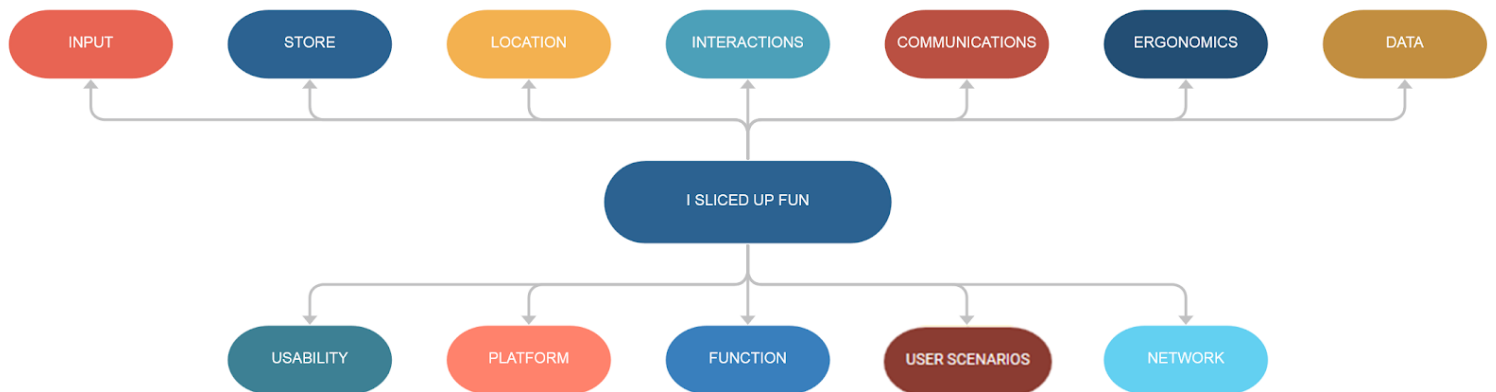 INPUT
STORE
LOCATION
INTERACTIONS
COMMUNICATIONS
ERGONOMICS
DATA
I SLICED UP FUN
USABILITY
PLATFORM
FUNCTION
USER SCENARIOS
NETWORK